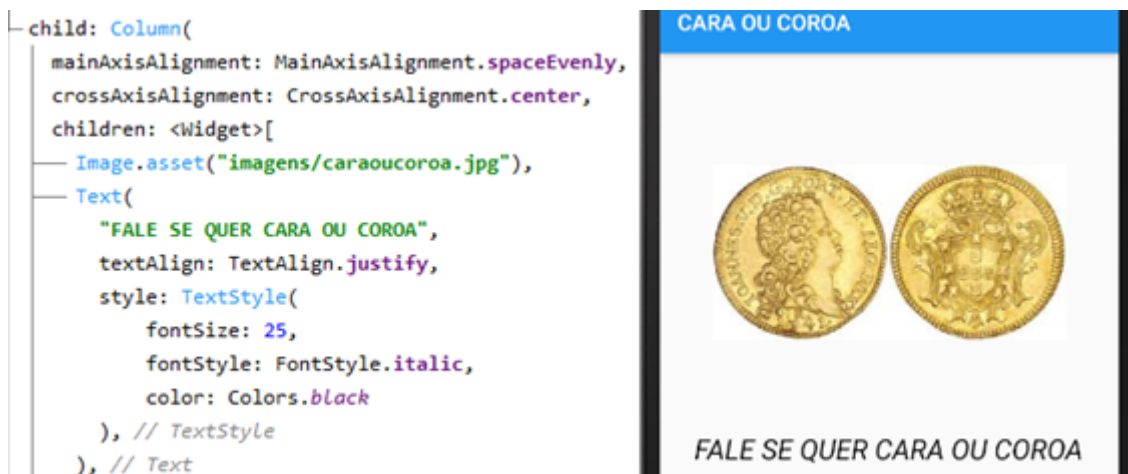 child: Column(
mainAxisAlignment: MainAxisAlignment.spaceEvenly,
crossAxisAlignment: CrossAxisAlignment.center,
children: <Widget>[
Image.asset("imagens/caraoucoroa.jpg"),
Text(
"FALE SE QUER CARA OU COROA",
textAlign: TextAlign.justify,
style: TextStyle(
fontSize: 25,
fontStyle: FontStyle.italic,
color: Colors.black
), // TextStyle
), // Text
CARA OU COROA
FALE SE QUER CARA OU COROA